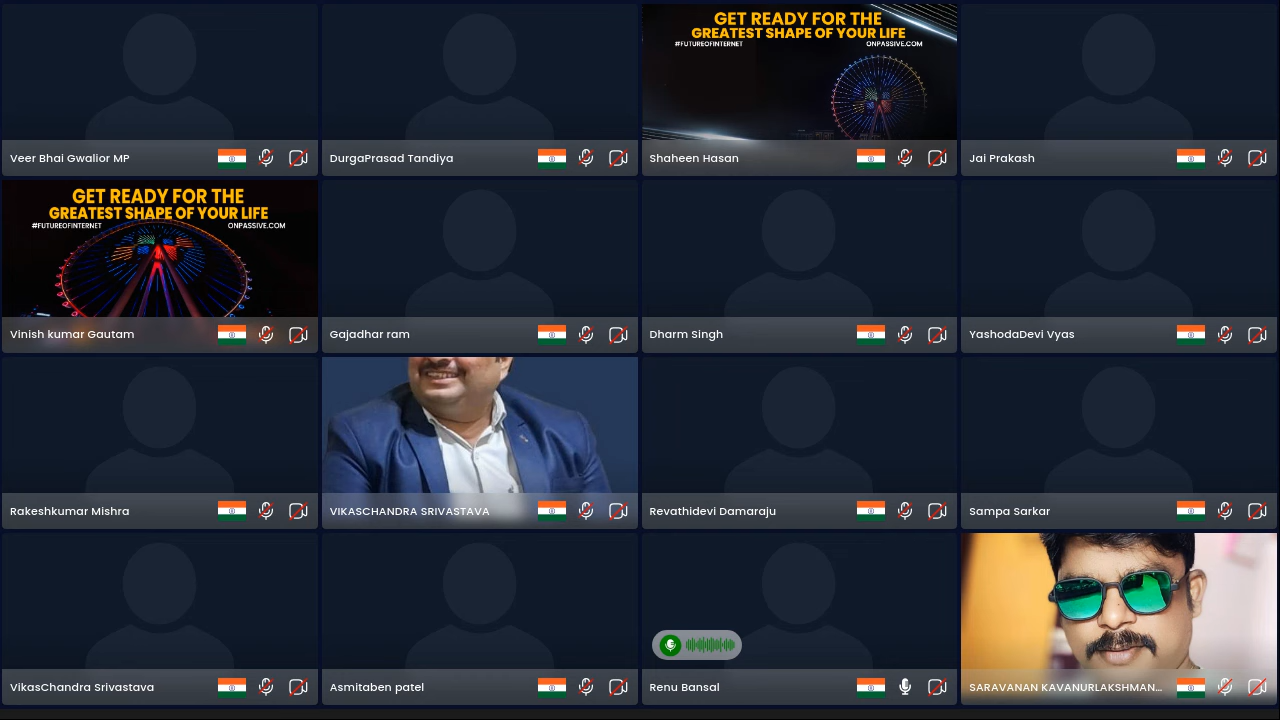 GET READY FOR THE
GREATEST SHAPE OF YOUR LIFE
#FUTUREOFINTERNET ONPASSIVE.COM
Veer Bhai Gwalior MP
DurgaPrasad Tandiya
Shaheen Hasan
Jai Prakash
GET READY FOR THE
GREATEST SHAPE OF YOUR LIFE
#FUTUREOFINTERNET ONPASSIVE.COM
Vinish kumar Gautam
Gajadhar ram
Dharm Singh
YashodaDevi Vyas
Rakeshkumar Mishra
VIKASCHANDRA SRIVASTAVA
Revathidevi Damaraju
Sampa Sarkar
VikasChandra Srivastava
Asmitaben patel
Renu Bansal
SARAVANAN KAVANURLAKSHMAN...